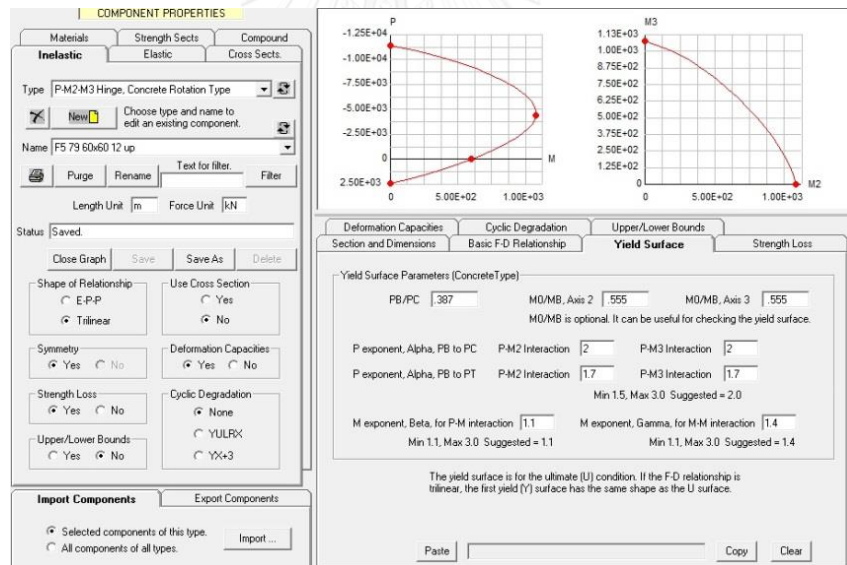 COMPONENT PROPERTIES
Materials Strength Sects Compound
Inelastic Elastic Cross Sects.
Type P-M2-M3 Hinge, Concrete Rotation Type
New Choose type and name to
edit an existing component.
Name F5 79 60x60 12 up
Text for filter.
Purge Rename Filter
Length Unit m Force Unit kN
Status Saved.
Close Graph Save Save As Delete
Shape of Relationship Use Cross Section
E-P-P Yes
Trilinear No
Symmetry Deformation Capacities
Yes No Yes No
Strength Loss Cyclic Degradation
Yes No None
YULRX
Upper/Lower Bounds
Yes No YX+3
Import Components Export Components
Selected components of this type.
All components of all types.
Import ...
P
-1.25E+04
-1.00E+04
-7.50E+03
-5.00E+03
-2.50E+03
0 M
2.50E+03
0 5.00E+02 1.00E+03
M3
1.13E+03
1.00E+03
8.75E+02
7.50E+02
6.25E+02
5.00E+02
3.75E+02
2.50E+02
1.25E+02
0 M2
0 5.00E+02 1.00E+03
Deformation Capacities Cyclic Degradation Upper/Lower Bounds
Section and Dimensions Basic F-D Relationship Yield Surface Strength Loss
Yield Surface Parameters (ConcreteType)
PB/PC .387 M0/MB, Axis 2 .555 M0/MB, Axis 3 .555
M0/MB is optional. It can be useful for checking the yield surface.
P exponent, Alpha, PB to PC P-M2 Interaction 2 P-M3 Interaction 2
P exponent, Alpha, PB to PT P-M2 Interaction 1.7 P-M3 Interaction 1.7
Min 1.5, Max 3.0 Suggested = 2.0
M exponent, Beta, for P-M interaction 1.1 M exponent, Gamma, for M-M interaction 1.4
Min 1.1, Max 3.0 Suggested = 1.1 Min 1.1, Max 3.0 Suggested = 1.4
The yield surface is for the ultimate (U) condition. If the F-D relationship is
trilinear, the first yield (Y) surface has the same shape as the U surface.
Paste Copy Clear